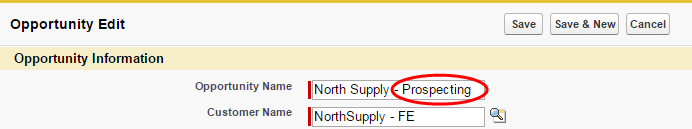 Opportunity Edit
Save
Save & New
Cancel
Opportunity Information
Opportunity Name
North Supply - Prospecting
Customer Name
NorthSupply - FE